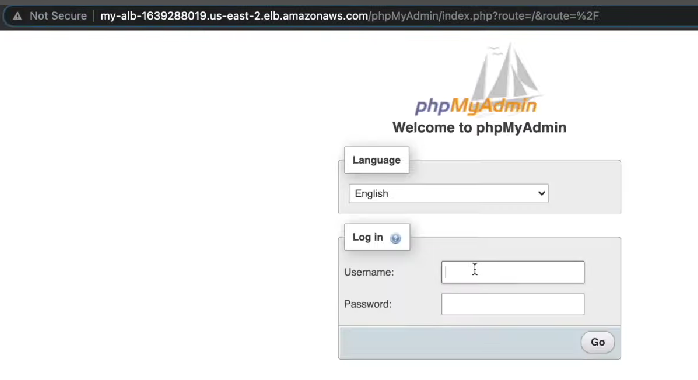 Not Secure my-alb-1639288019.us-east-2.elb.amazonaws.com/phpMyAdmin/index.php?route=/&route=%2F
phpMyAdmin
Welcome to phpMyAdmin
Language
English
Log in
Username:
Password:
Go